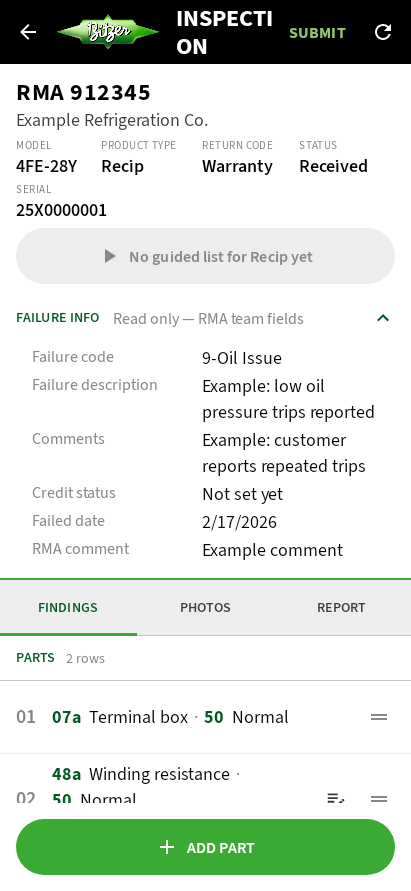 Bitzer
INSPECTI
ON
SUBMIT
RMA 912345
Example Refrigeration Co.
MODEL PRODUCT TYPE RETURN CODE STATUS
4FE-28Y Recip Warranty Received
SERIAL
25X0000001
No guided list for Recip yet
FAILURE INFO Read only — RMA team fields
Failure code 9-Oil Issue
Failure description Example: low oil
pressure trips reported
Comments Example: customer
reports repeated trips
Credit status Not set yet
Failed date 2/17/2026
RMA comment Example comment
FINDINGS PHOTOS REPORT
PARTS 2 rows
01 07a Terminal box · 50 Normal
48a Winding resistance ·
02 50 Normal
ADD PART